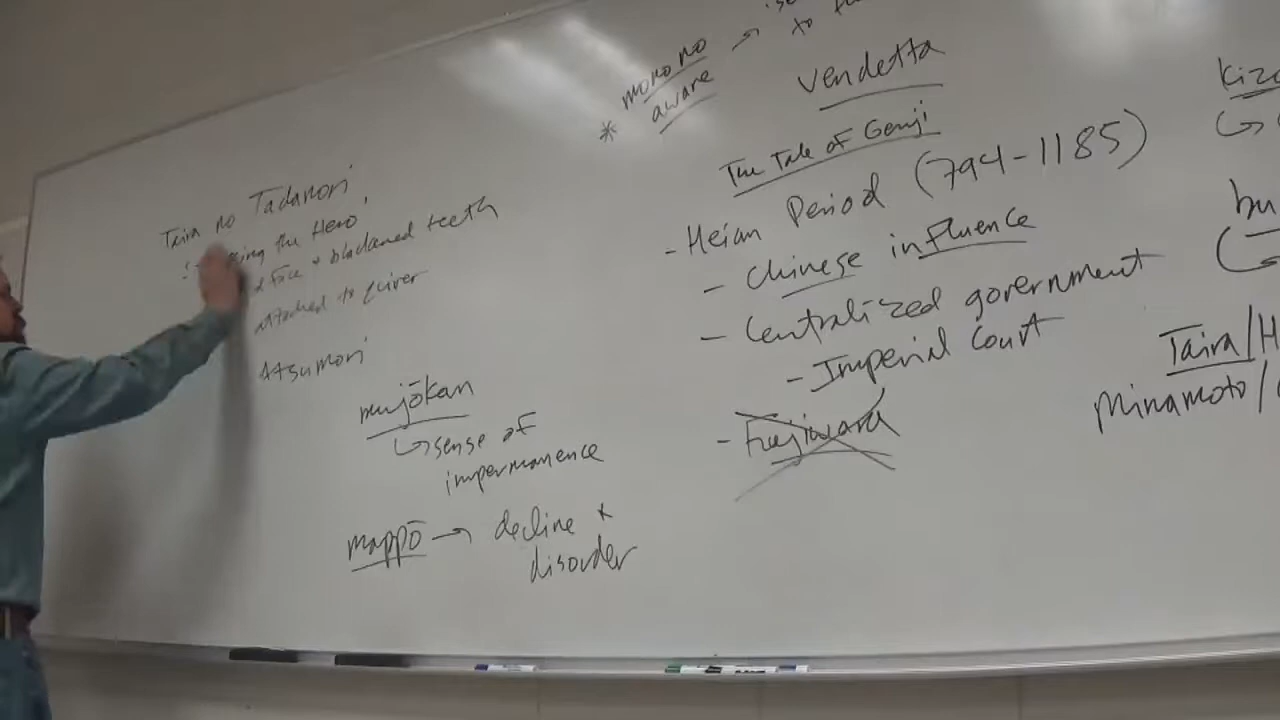 Taira no Tadanori
the Hero,
Face + blackened teeth
attached to quiver
Atsumori
mujōkan
↳ sense of
impermanence
mappō → decline +
disorder
* mono no
aware →
to
Vendetta
The Tale of Genji
- Heian Period (794-1185)
- Chinese influence
- Centralized government
- Imperial Court
- Fujiwara
Taira/H
Minamoto/